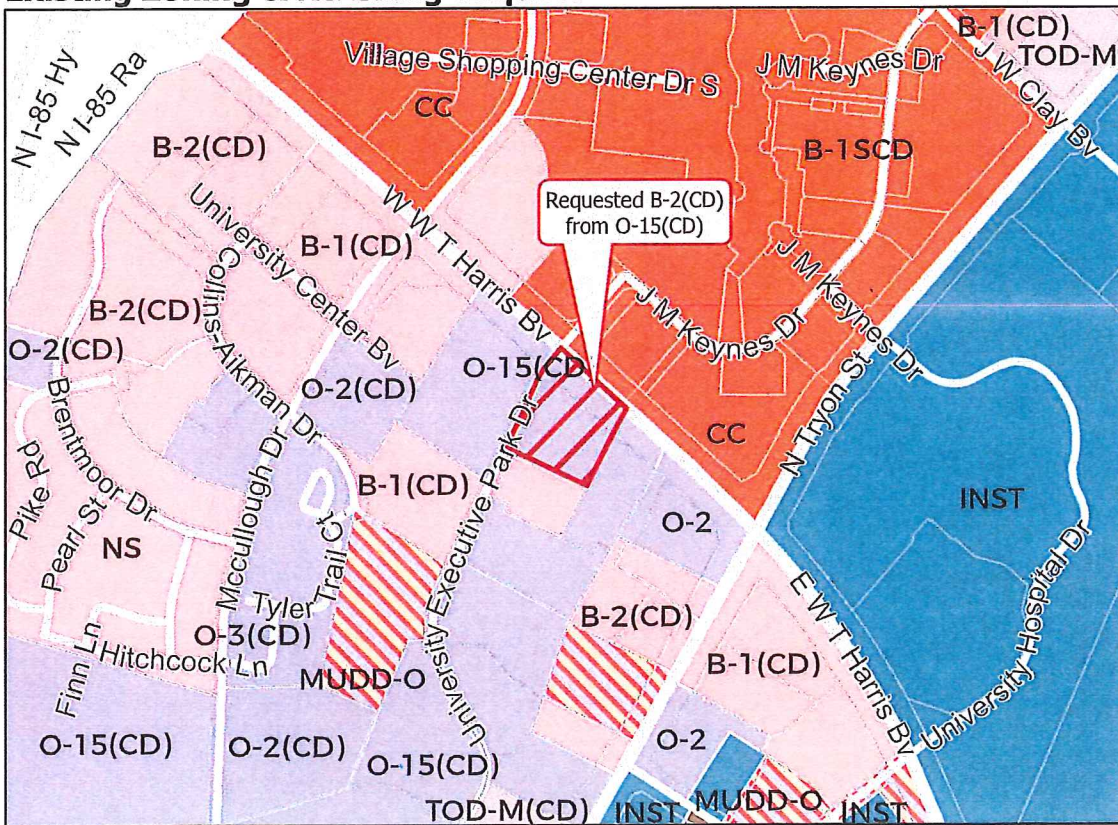 N I-85 Hy
N I-85 Ra
Village Shopping Center Dr S
J M Keynes Dr
B-1(CD)
TOD-M
J W Clay Bv
CC
B-1SCD
B-2(CD)
University Center Bv
B-1(CD)
W W T Harris Bv
Requested B-2(CD)
from O-15(CD)
J M Keynes Dr
J M Keynes Dr
B-2(CD)
Collins-Aikman Dr
O-2(CD)
O-2(CD)
O-15(CD
CC
N Tryon St
INST
Brentmoor Dr
Pike Rd
Pearl St
NS
Mccullough Dr
B-1(CD)
O-2
University Executive Park Dr
Tyler Trail Ct
O-3(CD)
Hitchcock Ln
Finn Ln
MUDD-O
B-2(CD)
B-1(CD)
E W T Harris Bv
University Hospital Dr
O-15(CD)
O-2(CD)
O-15(CD)
University
O-2
TOD-M(CD)
INST
MUDD-O
INST